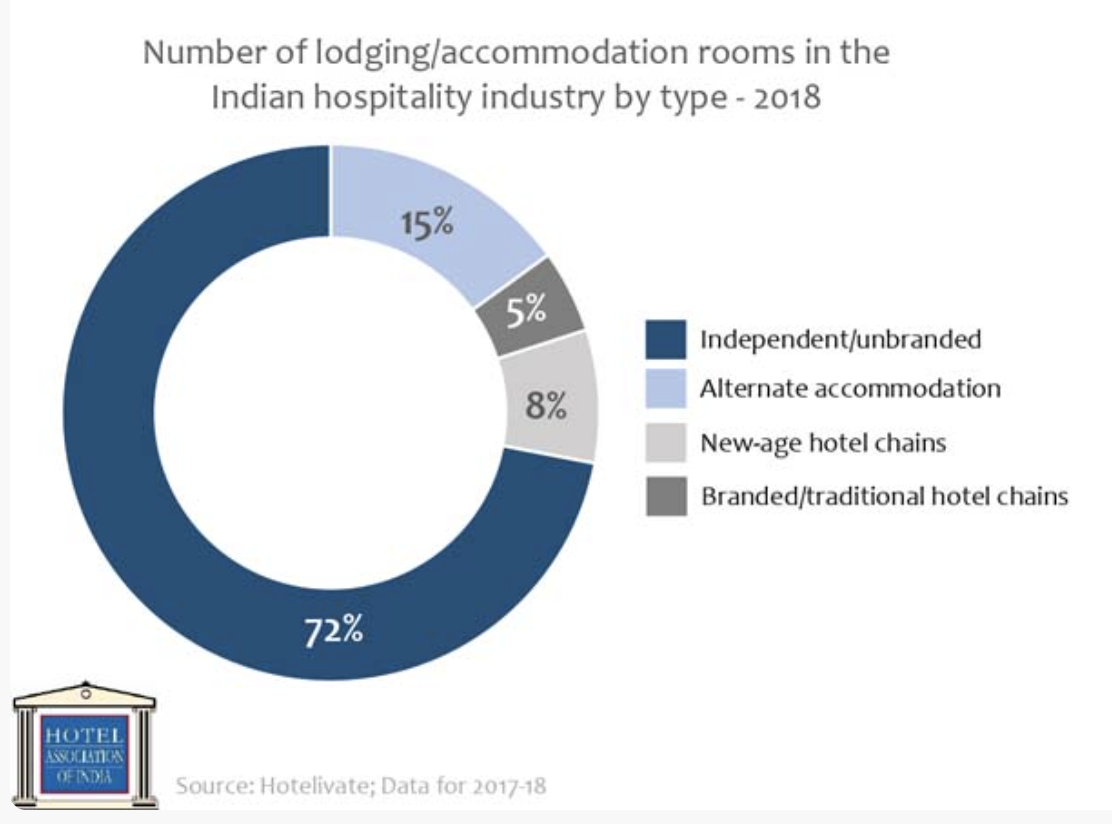 Number of lodging/accommodation rooms in the
Indian hospitality industry by type - 2018
15%
5%
8%
72%
Independent/unbranded
Alternate accommodation
New-age hotel chains
Branded/traditional hotel chains
HOTEL
ASSOCIATION
OF INDIA
Source: Hotelivate; Data for 2017-18